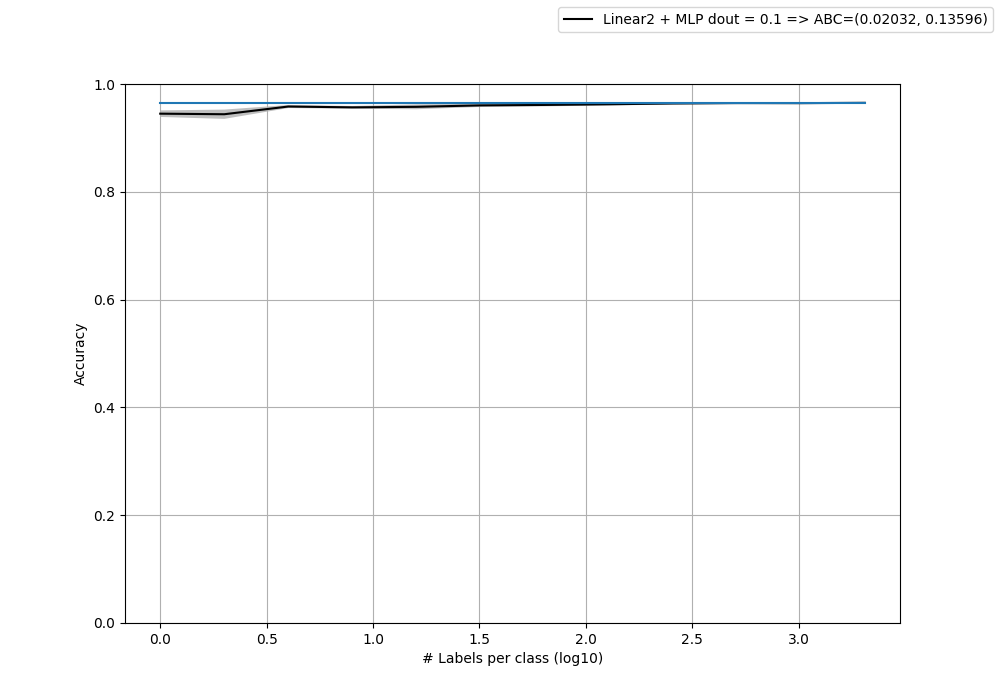 Linear2 + MLP dout = 0.1 => ABC=(0.02032, 0.13596)
1.0
0.8
0.6
0.4
0.2
0.0
Accuracy
0.0 0.5 1.0 1.5 2.0 2.5 3.0
# Labels per class (log10)